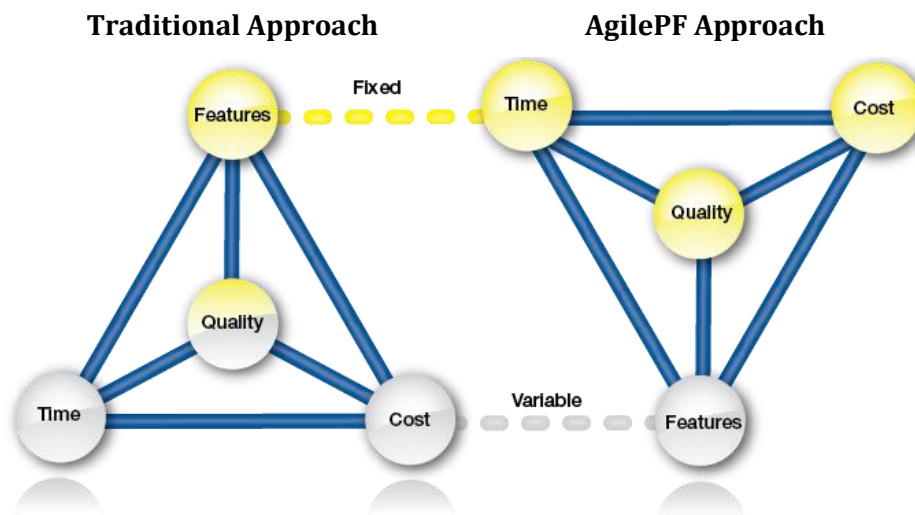 Traditional Approach
AgilePF Approach
Features
Fixed
Time
Cost
Quality
Quality
Time
Cost
Variable
Features